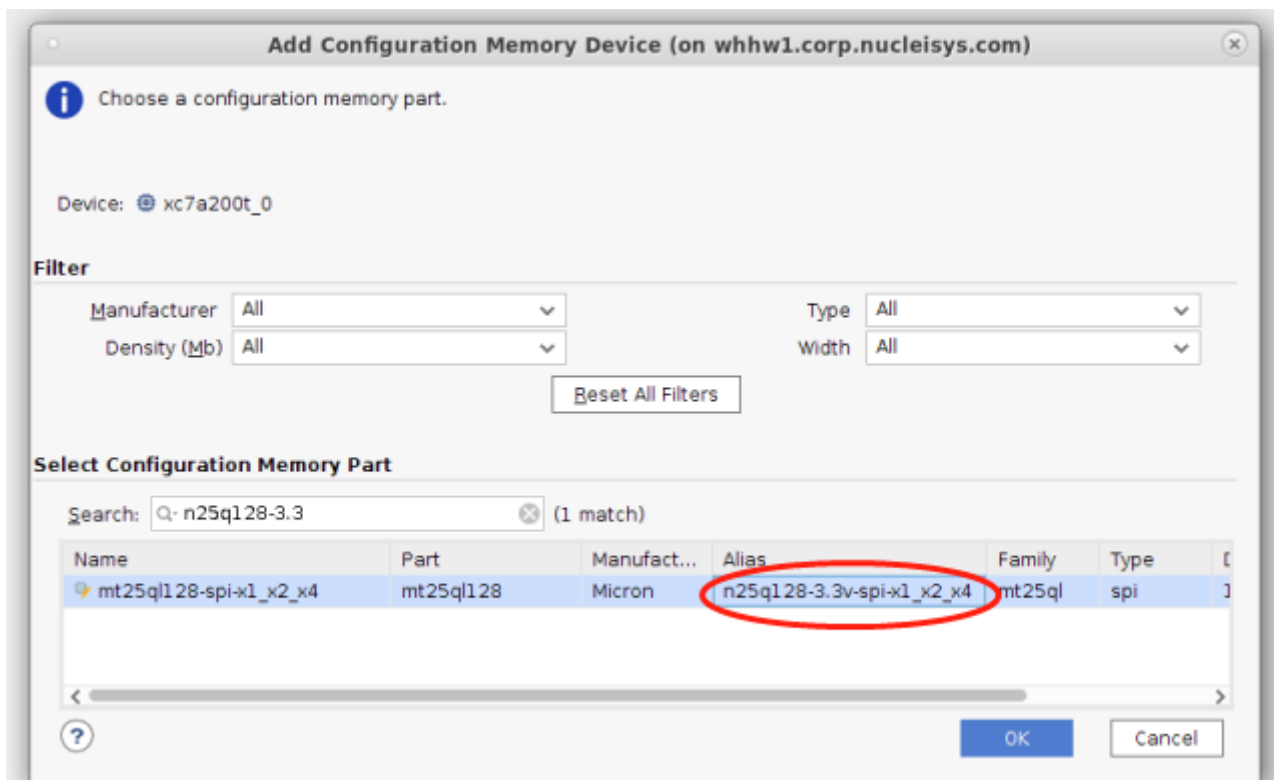 Add Configuration Memory Device (on whhw1.corp.nucleisys.com)
Choose a configuration memory part.
Device: xc7a200t_0
Filter
Manufacturer All Type All
Density (Mb) All Width All
Reset All Filters
Select Configuration Memory Part
Search: n25q128-3.3 (1 match)
Name Part Manufact... Alias Family Type
mt25ql128-spi-x1_x2_x4 mt25ql128 Micron n25q128-3.3v-spi-x1_x2_x4 mt25ql spi
? OK Cancel